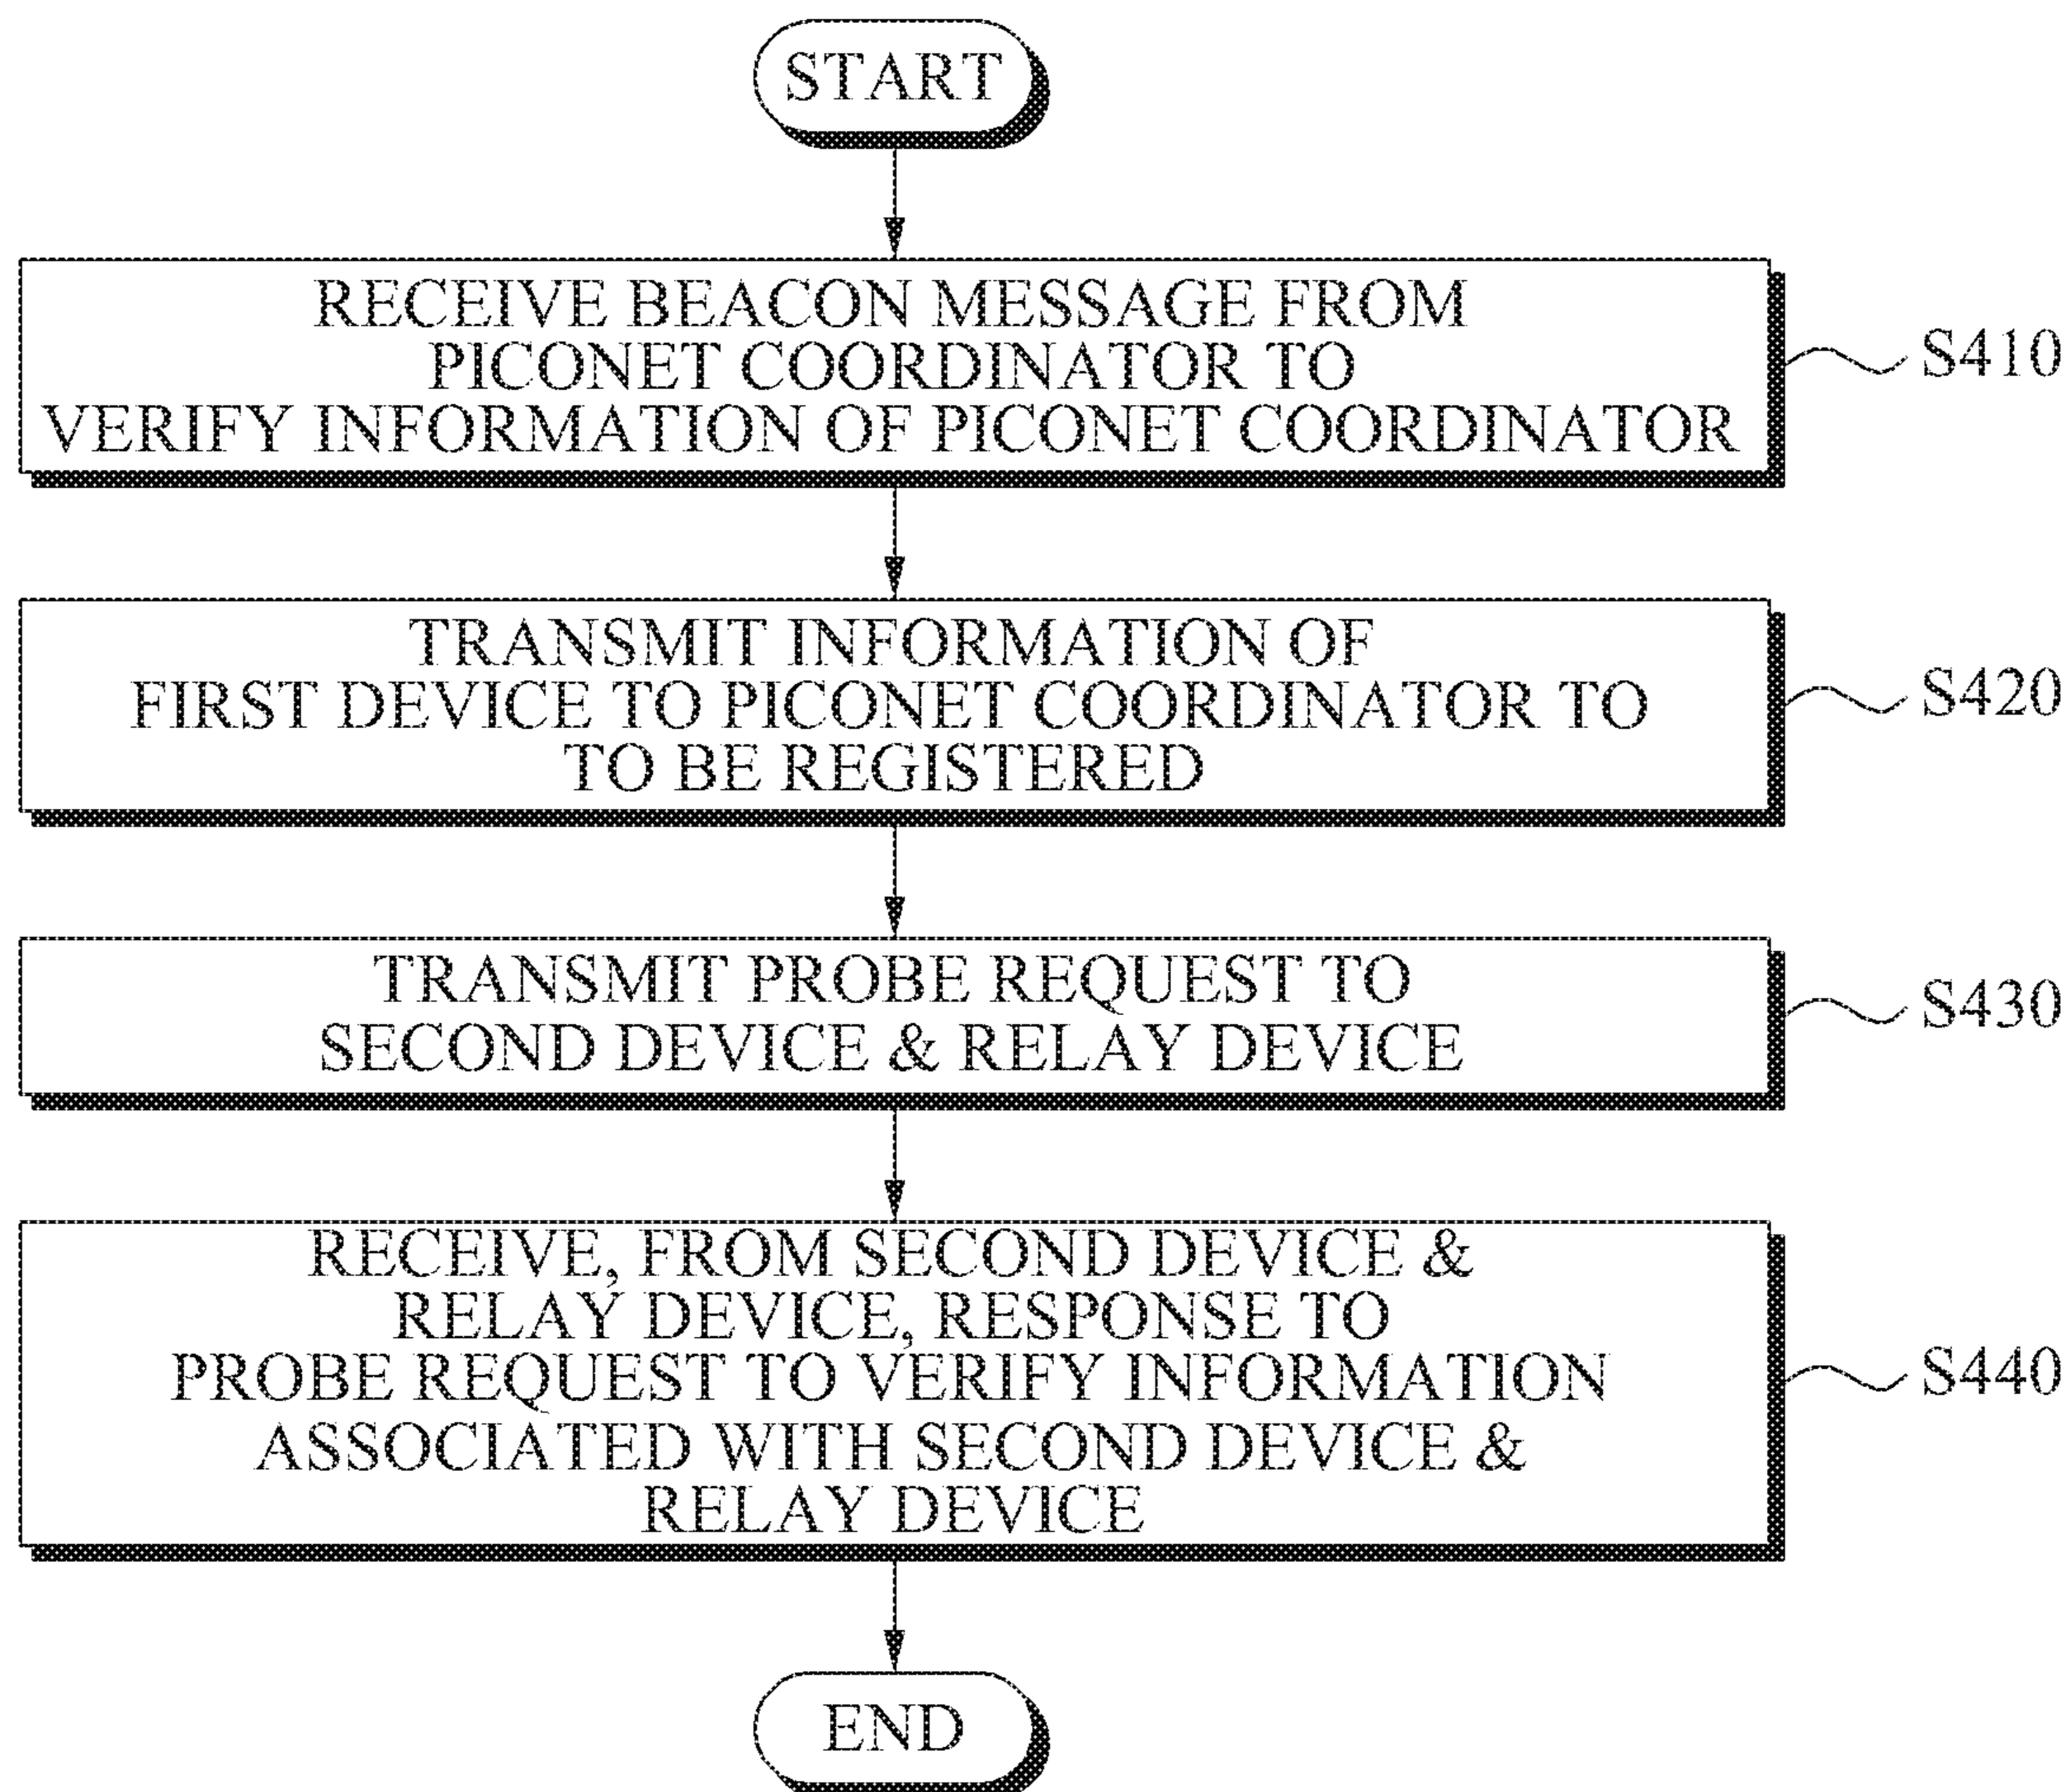 START
RECEIVE BEACON MESSAGE FROM
PICONET COORDINATOR TO
VERIFY INFORMATION OF PICONET COORDINATOR
S410
TRANSMIT INFORMATION OF
FIRST DEVICE TO PICONET COORDINATOR TO
TO BE REGISTERED
S420
TRANSMIT PROBE REQUEST TO
SECOND DEVICE & RELAY DEVICE
S430
RECEIVE, FROM SECOND DEVICE &
RELAY DEVICE, RESPONSE TO
PROBE REQUEST TO VERIFY INFORMATION
ASSOCIATED WITH SECOND DEVICE &
RELAY DEVICE
S440
END